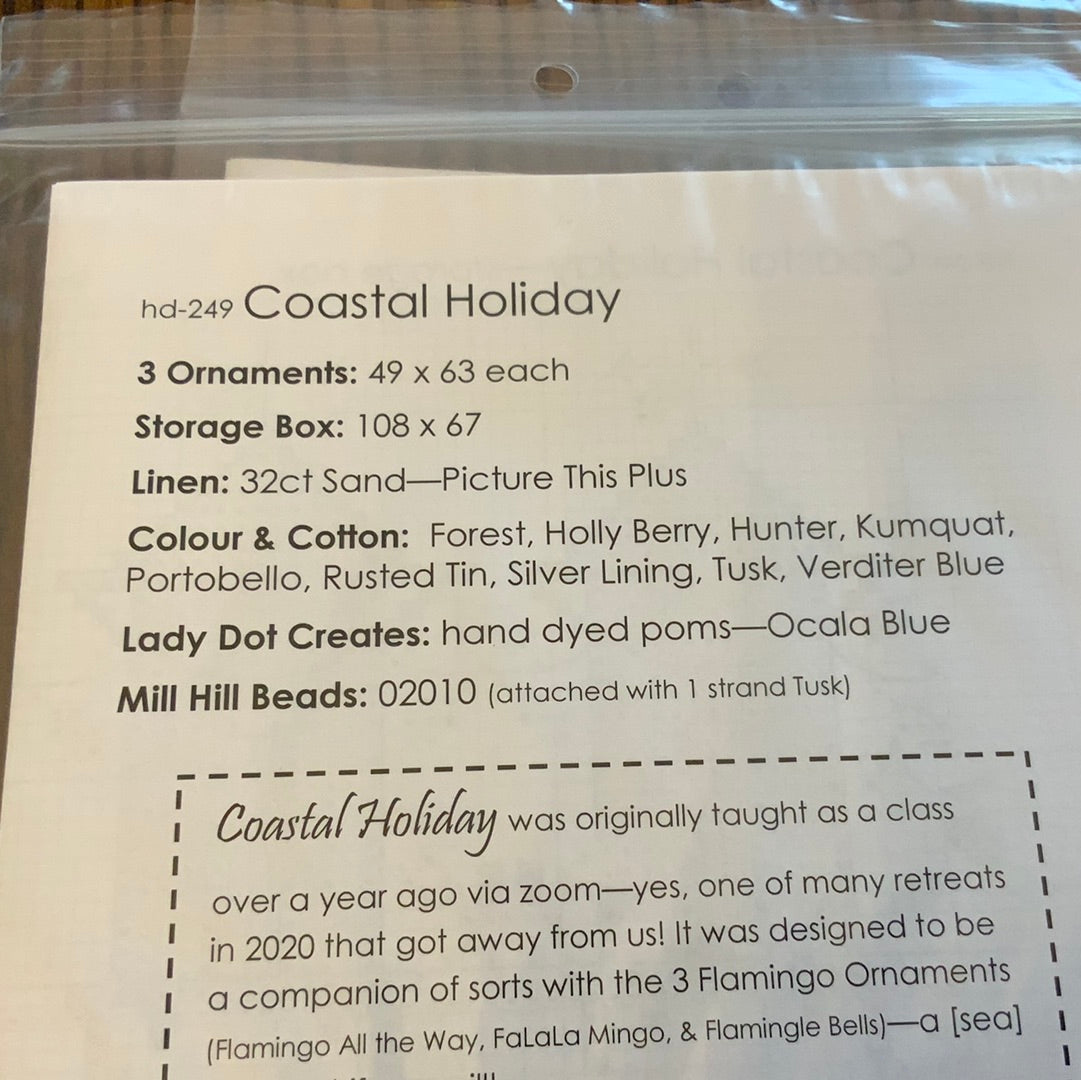 hd-249 Coastal Holiday
3 Ornaments: 49 x 63 each
Storage Box: 108 x 67
Linen: 32ct Sand—Picture This Plus
Colour & Cotton: Forest, Holly Berry, Hunter, Kumquat,
Portobello, Rusted Tin, Silver Lining, Tusk, Verditer Blue
Lady Dot Creates: hand dyed poms—Ocala Blue
Mill Hill Beads: 02010 (attached with 1 strand Tusk)
Coastal Holiday was originally taught as a class
over a year ago via zoom—yes, one of many retreats
in 2020 that got away from us! It was designed to be
a companion of sorts with the 3 Flamingo Ornaments
(Flamingo All the Way, FaLaLa Mingo, & Flamingle Bells)—a [sea]